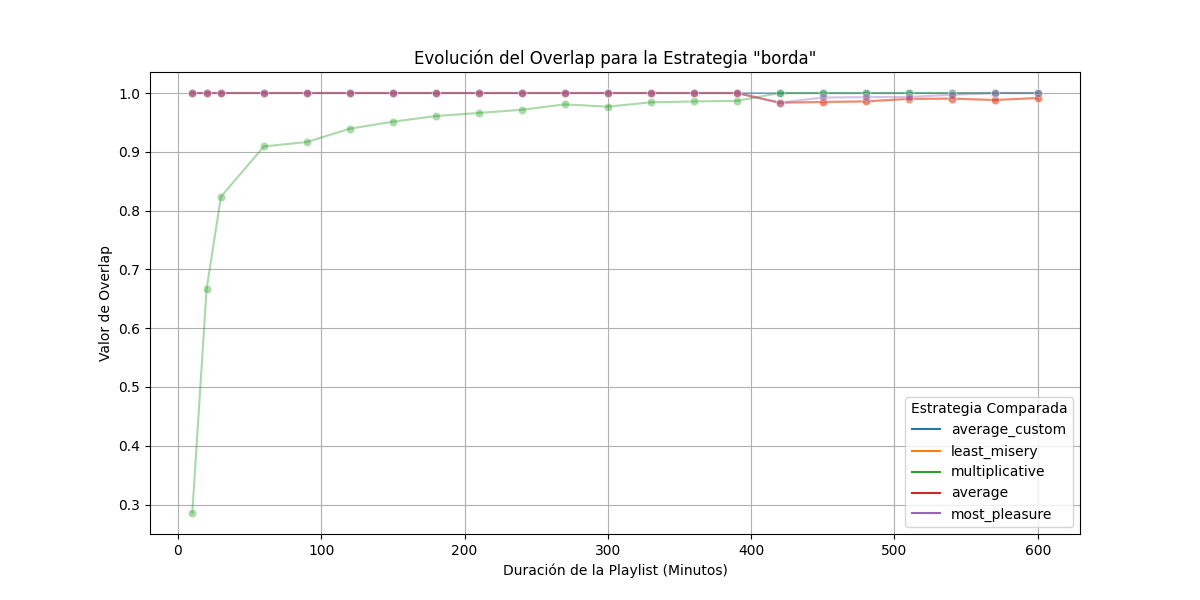 Evolución del Overlap para la Estrategia "borda"
Valor de Overlap
1.0
0.9
0.8
0.7
0.6
0.5
0.4
0.3
Estrategia Comparada
average_custom
least_misery
multiplicative
average
most_pleasure
0 100 200 300 400 500 600
Duración de la Playlist (Minutos)